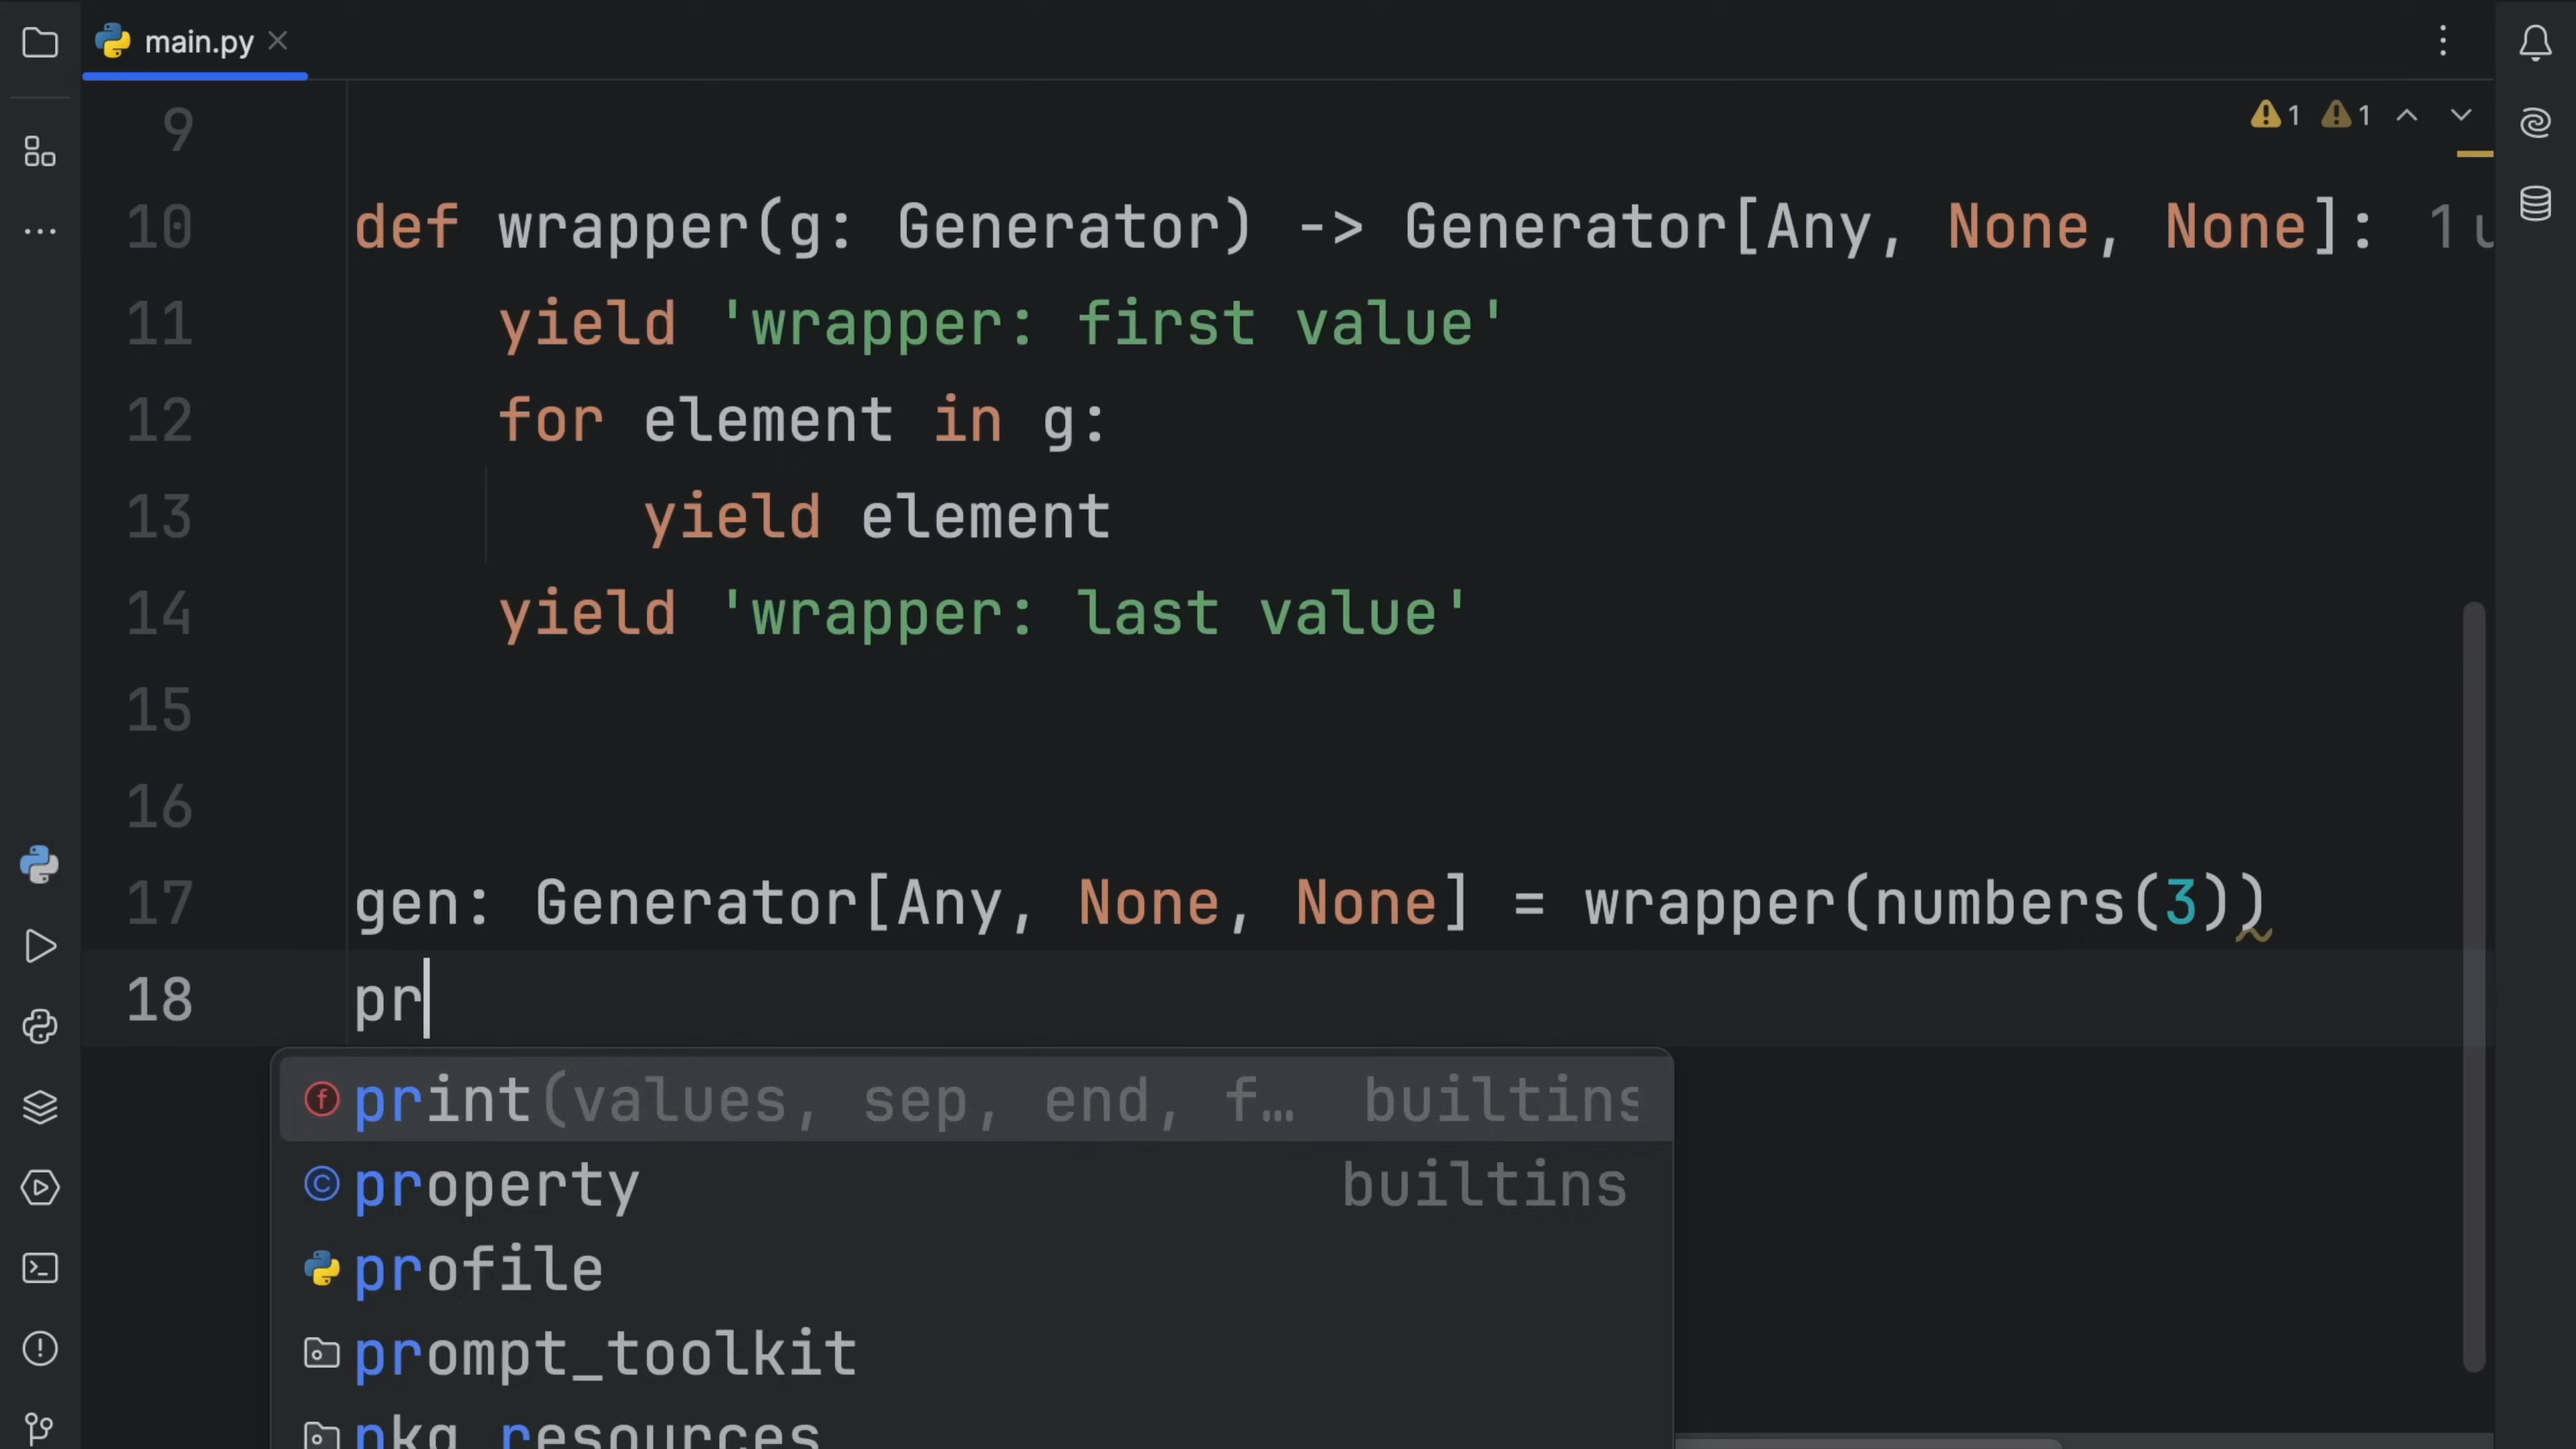 main.py
1 1
9
10 def wrapper(g: Generator) -> Generator[Any, None, None]: 1 u
11 yield 'wrapper: first value'
12 for element in g:
13 yield element
14 yield 'wrapper: last value'
15
16
17 gen: Generator[Any, None, None] = wrapper(numbers(3))
18 pr
print(values, sep, end, f… builtins
property builtins
profile
prompt_toolkit
pkg_resources